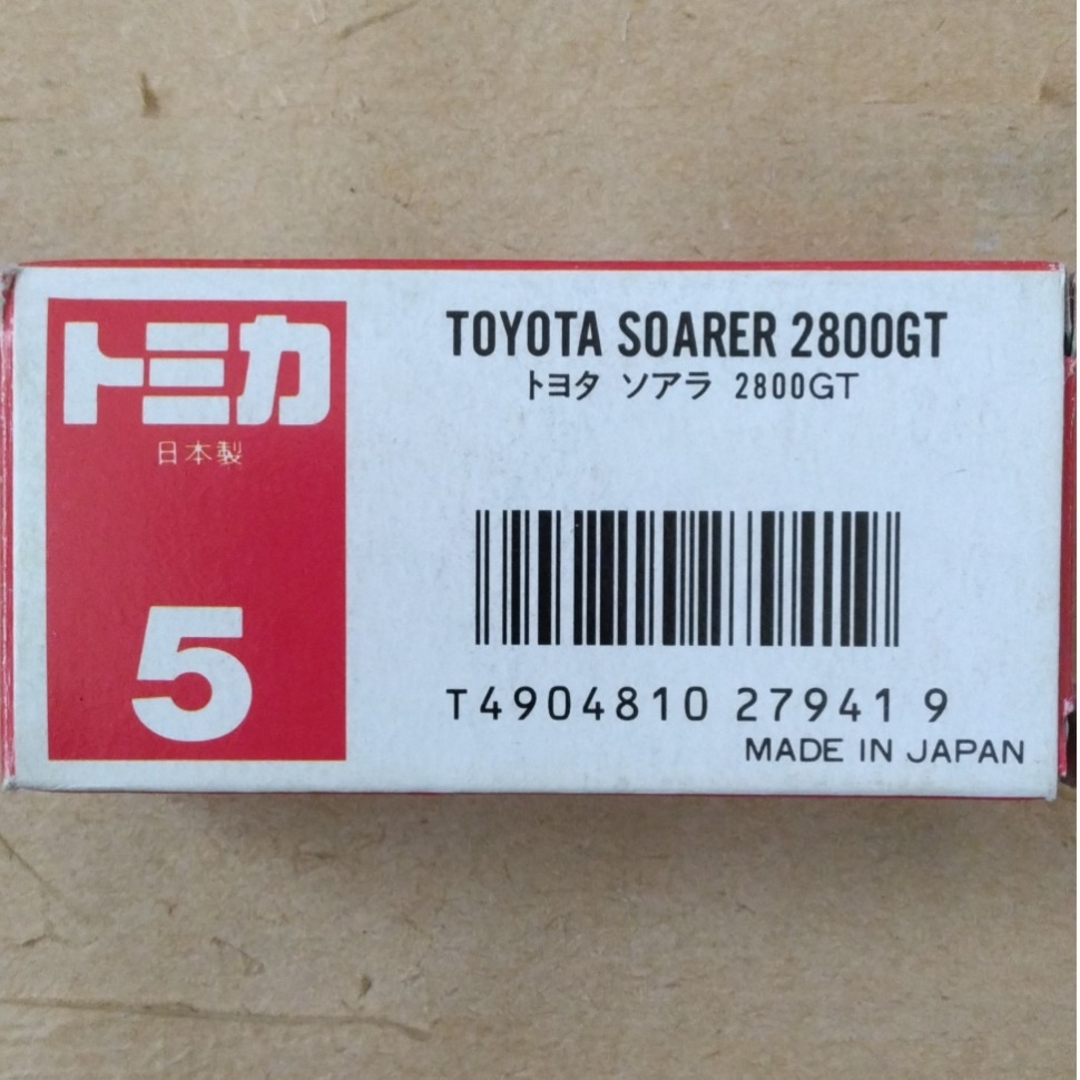 トミカ
日本製
5
TOYOTA SOARER 2800GT
トヨタ ソアラ 2800GT
T4904810 27941 9
MADE IN JAPAN